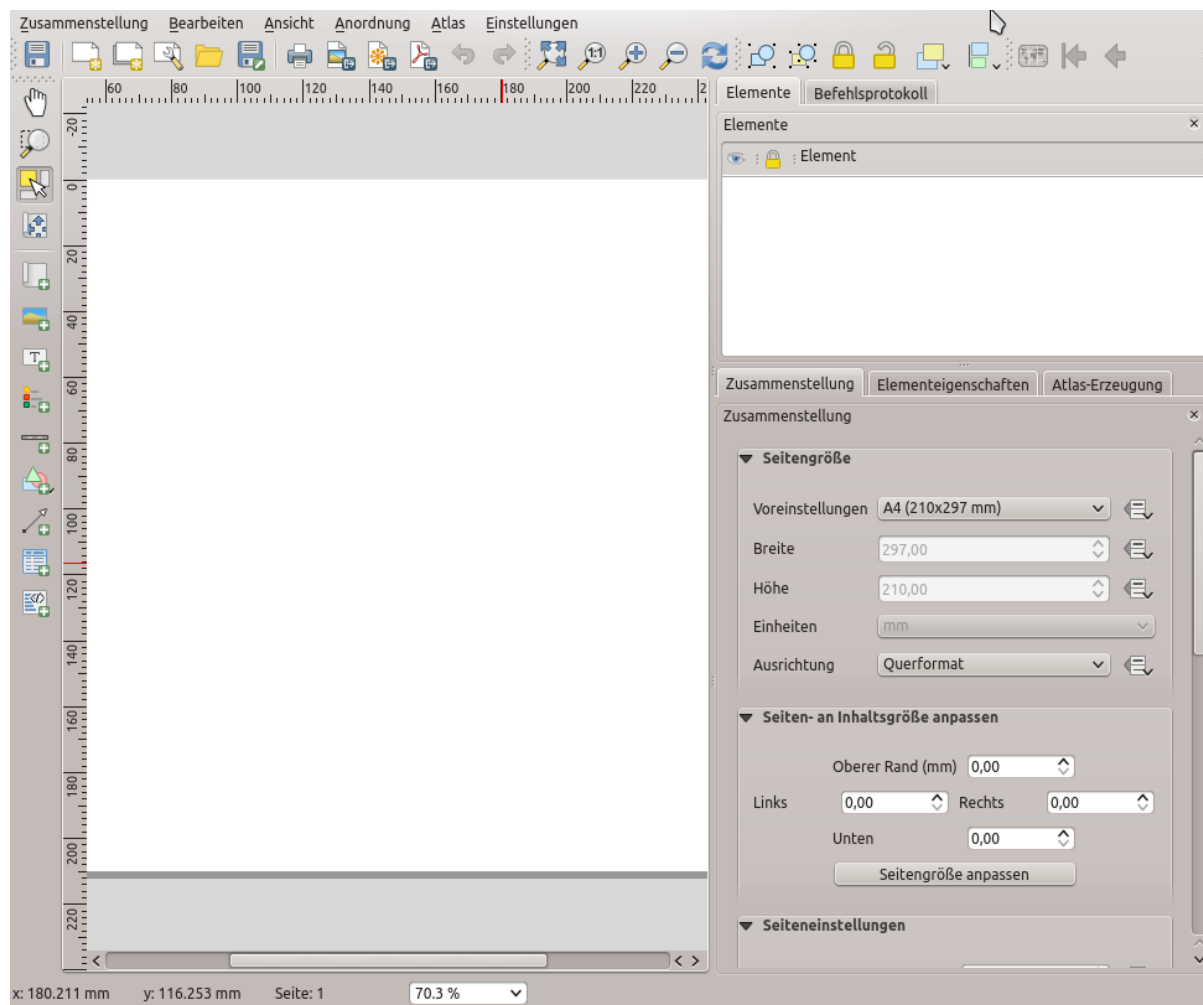 Zusammenstellung Bearbeiten Ansicht Anordnung Atlas Einstellungen
1:1
60 80 100 120 140 160 180 200 220 2
Elemente Befehlsprotokoll
Elemente
Element
-20
0
20
40
60
80
100
120
140
160
180
200
220
T
Zusammenstellung Elementeigenschaften Atlas-Erzeugung
Zusammenstellung
Seitengröße
Voreinstellungen A4 (210x297 mm)
Breite 297,00
Höhe 210,00
Einheiten mm
Ausrichtung Querformat
Seiten- an Inhaltsgröße anpassen
Oberer Rand (mm) 0,00
Links 0,00 Rechts 0,00
Unten 0,00
Seitengröße anpassen
Seiteneinstellungen
x: 180.211 mm y: 116.253 mm Seite: 1 70.3 %